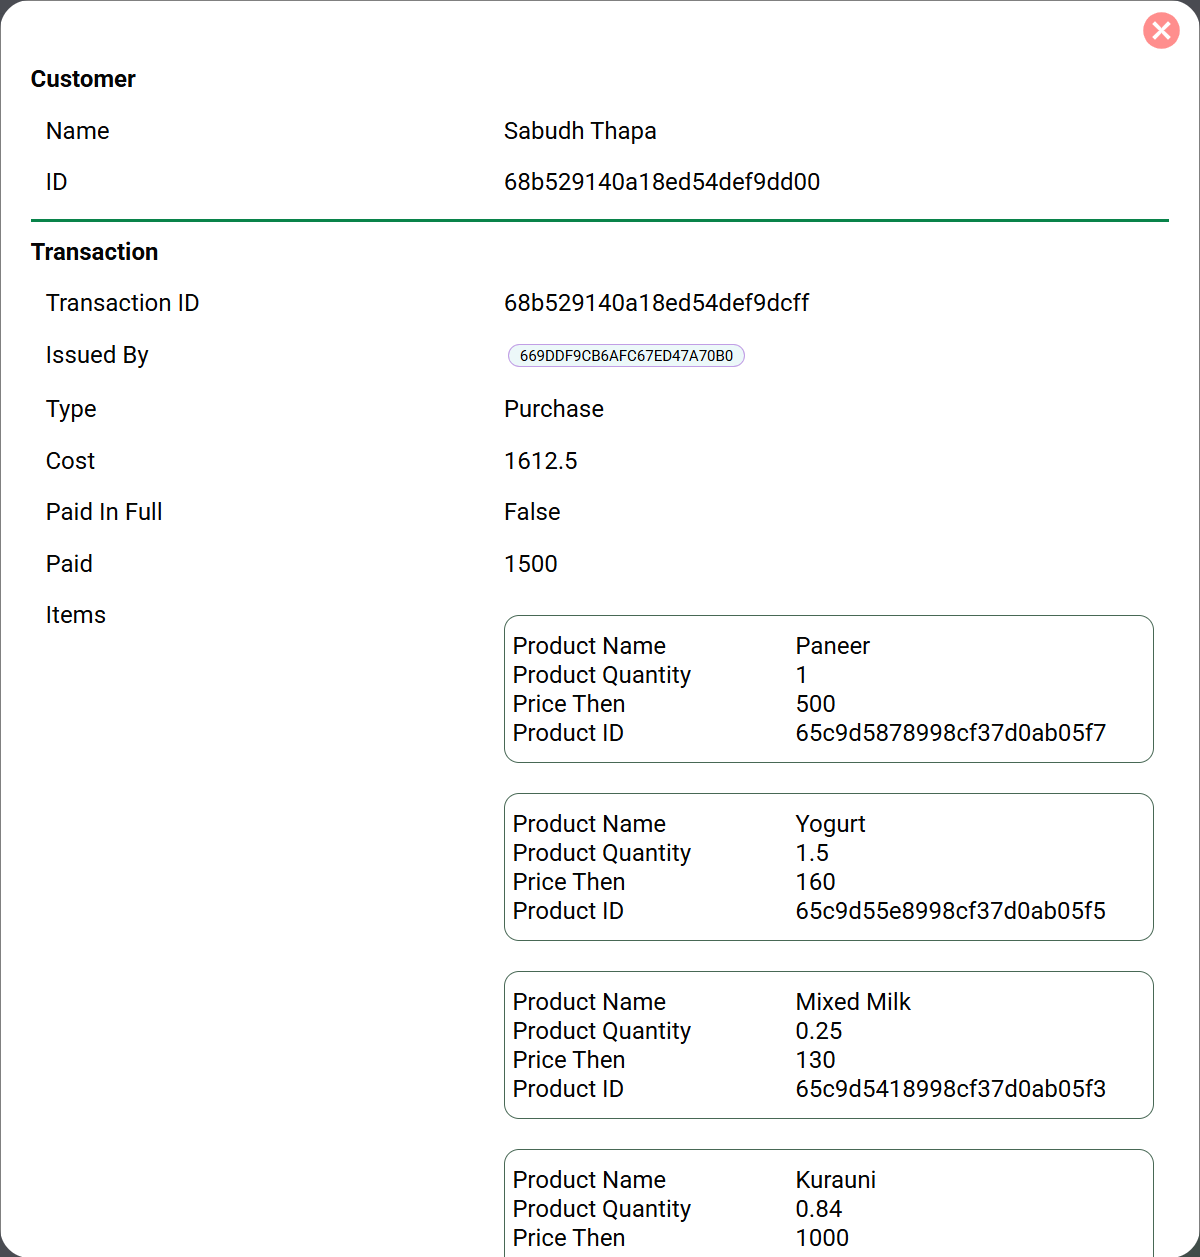 Customer
Name Sabudh Thapa
ID 68b529140a18ed54def9dd00
Transaction
Transaction ID 68b529140a18ed54def9dcff
Issued By 669DDF9CB6AFC67ED47A70B0
Type Purchase
Cost 1612.5
Paid In Full False
Paid 1500
Items
Product Name Paneer
Product Quantity 1
Price Then 500
Product ID 65c9d5878998cf37d0ab05f7
Product Name Yogurt
Product Quantity 1.5
Price Then 160
Product ID 65c9d55e8998cf37d0ab05f5
Product Name Mixed Milk
Product Quantity 0.25
Price Then 130
Product ID 65c9d5418998cf37d0ab05f3
Product Name Kurauni
Product Quantity 0.84
Price Then 1000